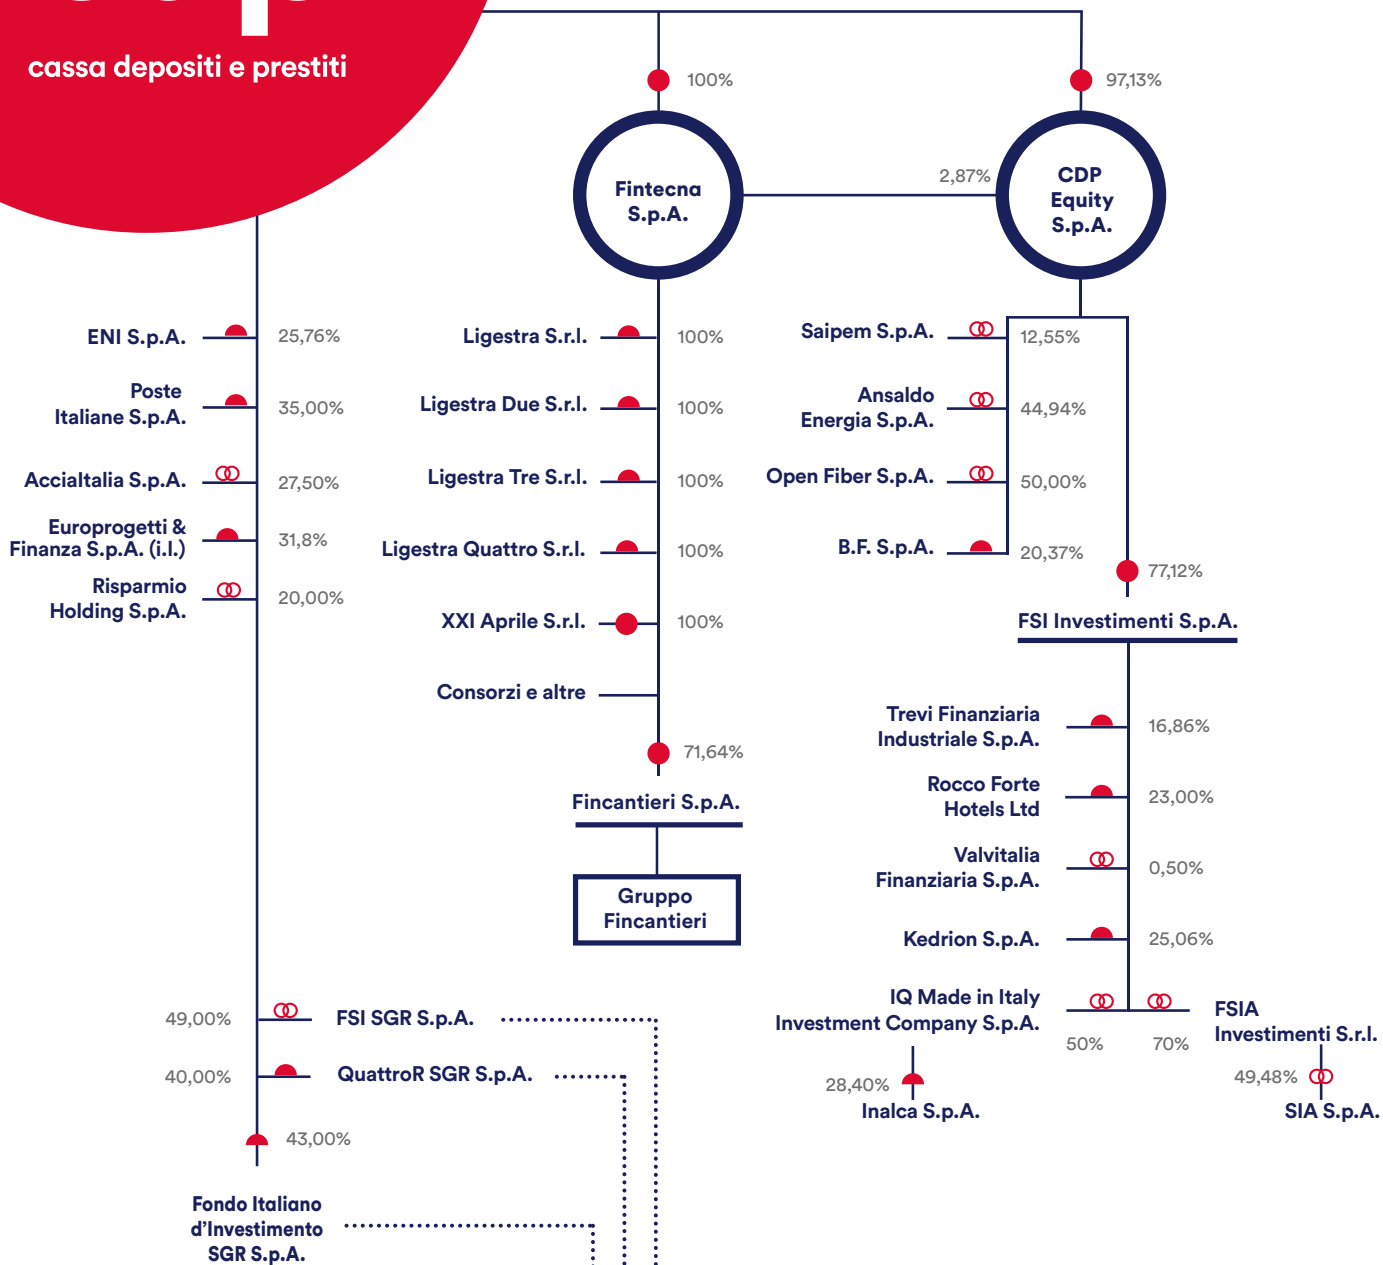 cassa depositi e prestiti
100%
97,13%
Fintecna
S.p.A.
2,87%
CDP
Equity
S.p.A.
ENI S.p.A.
25,76%
Poste
Italiane S.p.A.
35,00%
AcciaItalia S.p.A.
27,50%
Europrogetti &
Finanza S.p.A. (i.l.)
31,8%
Risparmio
Holding S.p.A.
20,00%
49,00%
FSI SGR S.p.A.
40,00%
QuattroR SGR S.p.A.
43,00%
Fondo Italiano
d'Investimento
SGR S.p.A.
Ligestra S.r.l.
100%
Ligestra Due S.r.l.
100%
Ligestra Tre S.r.l.
100%
Ligestra Quattro S.r.l.
100%
XXI Aprile S.r.l.
100%
Consorzi e altre
71,64%
Fincantieri S.p.A.
Gruppo
Fincantieri
Saipem S.p.A.
12,55%
Ansaldo
Energia S.p.A.
44,94%
Open Fiber S.p.A.
50,00%
B.F. S.p.A.
20,37%
77,12%
FSI Investimenti S.p.A.
Trevi Finanziaria
Industriale S.p.A.
16,86%
Rocco Forte
Hotels Ltd
23,00%
Valvitalia
Finanziaria S.p.A.
0,50%
Kedrion S.p.A.
25,06%
IQ Made in Italy
Investment Company S.p.A.
50%
70%
FSIA
Investimenti S.r.l.
28,40%
Inalca S.p.A.
49,48%
SIA S.p.A.